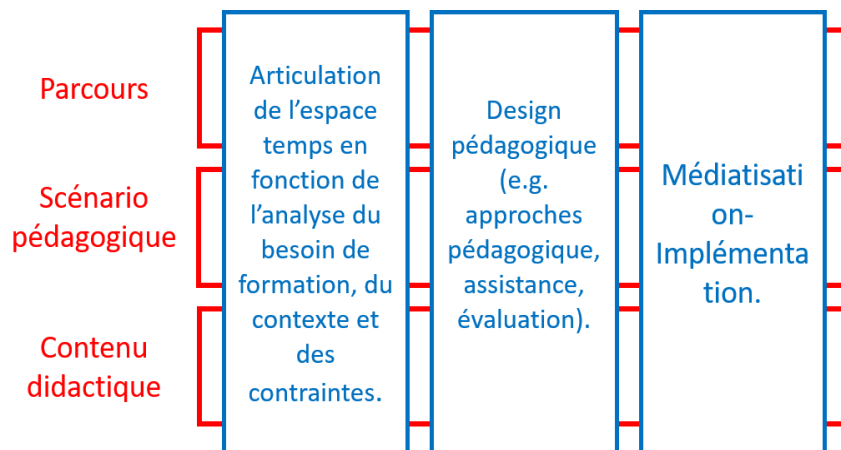 Parcours
Scénario
pédagogique
Contenu
didactique
Articulation
de l’espace
temps en
fonction de
l’analyse du
besoin de
formation, du
contexte et
des
contraintes.
Design
pédagogique
(e.g.
approches
pédagogique,
assistance,
évaluation).
Médiatisati
on-
Implémenta
tion.